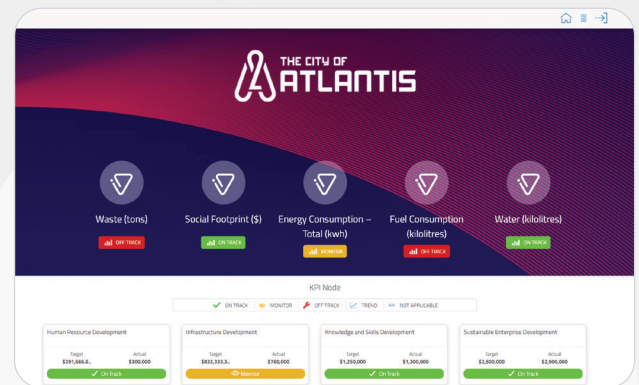 THE CITY OF
ATLANTIS
Waste (tons)
OFF TRACK
Social Footprint ($)
ON TRACK
Energy Consumption –
Total (kwh)
MONITOR
Fuel Consumption
(kilolitres)
OFF TRACK
Water (kilolitres)
ON TRACK
KPI Node
ON TRACK MONITOR OFF TRACK TREND NOT APPLICABLE
Human Resource Development
Target Actual
$291,666.6.. $300,000
On Track
Infrastructure Development
Target Actual
$833,333.3.. $760,000
Monitor
Knowledge and Skills Development
Target Actual
$1,250,000 $1,300,000
On Track
Sustainable Enterprise Development
Target Actual
$2,500,000 $2,900,000
On Track